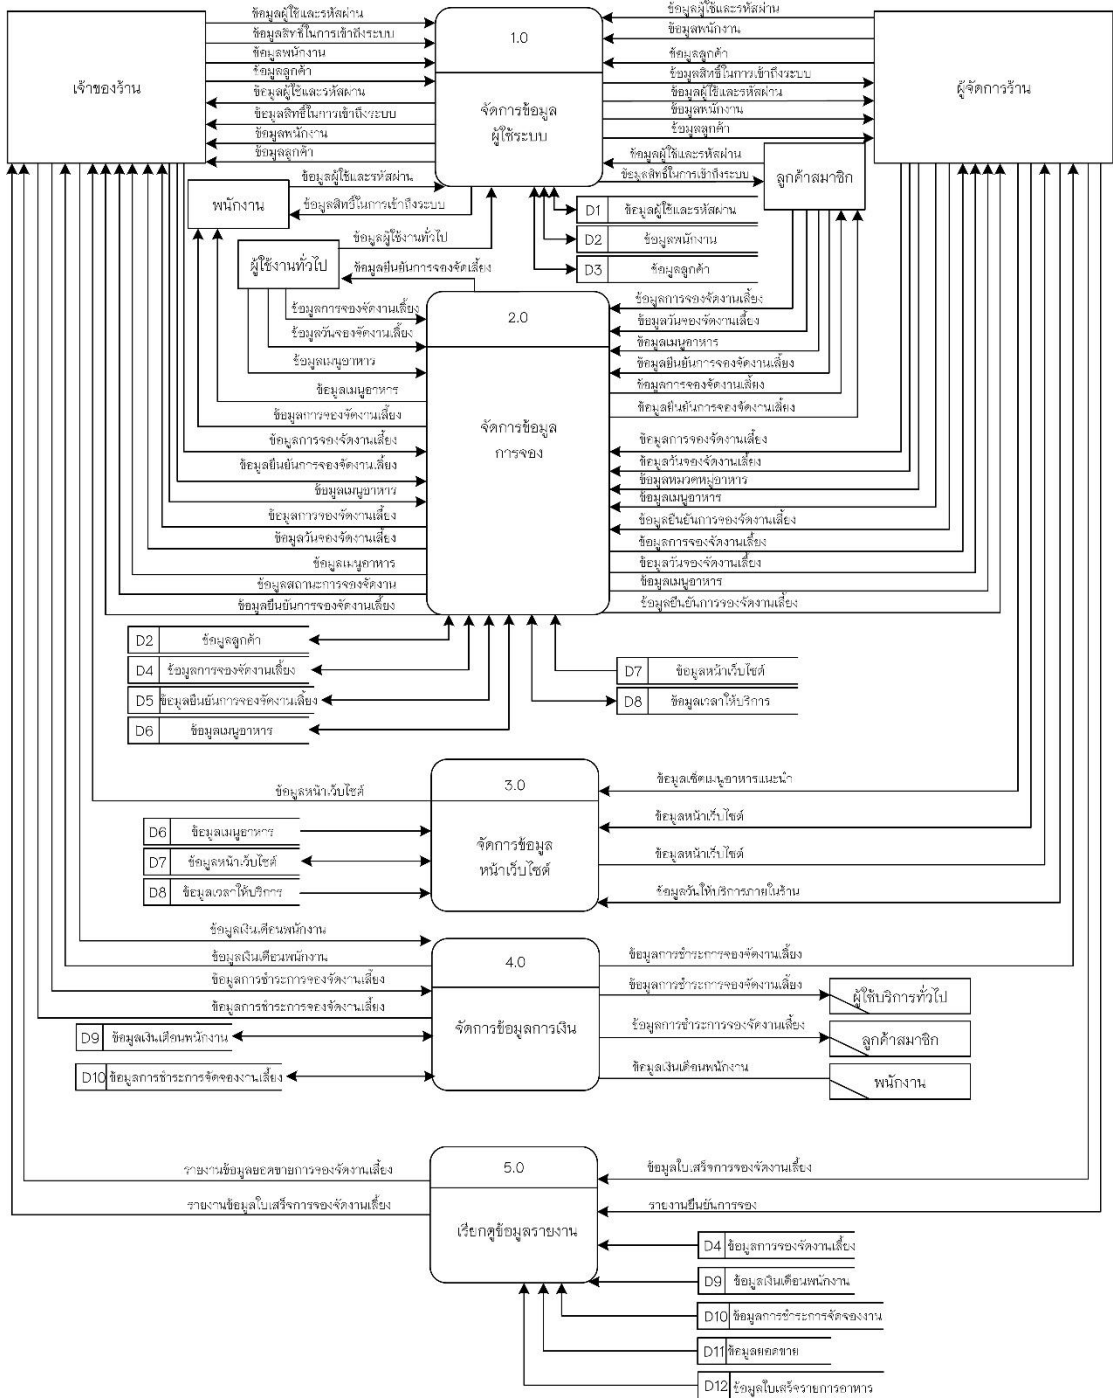 ข้อมูลผู้ใช้และรหัสผ่าน
ข้อมูลสิทธิ์ในการเข้าถึงระบบ
ข้อมูลพนักงาน
ข้อมูลลูกค้า
ข้อมูลผู้ใช้และรหัสผ่าน
ข้อมูลสิทธิ์ในการเข้าถึงระบบ
ข้อมูลพนักงาน
ข้อมูลลูกค้า
เจ้าของร้าน
1.0
จัดการข้อมูล
ผู้ใช้ระบบ
ข้อมูลผู้ใช้และรหัสผ่าน
ข้อมูลพนักงาน
ข้อมูลลูกค้า
ข้อมูลสิทธิ์ในการเข้าถึงระบบ
ข้อมูลผู้ใช้และรหัสผ่าน
ข้อมูลพนักงาน
ข้อมูลลูกค้า
ผู้จัดการร้าน
ข้อมูลผู้ใช้และรหัสผ่าน
ข้อมูลสิทธิ์ในการเข้าถึงระบบ
ลูกค้าสมาชิก
พนักงาน
ข้อมูลผู้ใช้และรหัสผ่าน
ข้อมูลสิทธิ์ในการเข้าถึงระบบ
ผู้ใช้งานทั่วไป
ข้อมูลผู้ใช้งานทั่วไป
ข้อมูลยืนยันการจองจัดเลี้ยง
D1 ข้อมูลผู้ใช้และรหัสผ่าน
D2 ข้อมูลพนักงาน
D3 ข้อมูลลูกค้า
2.0
จัดการข้อมูล
การจอง
ข้อมูลการจองจัดงานเลี้ยง
ข้อมูลวันจองจัดงานเลี้ยง
ข้อมูลเมนูอาหาร
ข้อมูลเมนูอาหาร
ข้อมูลการจองจัดงานเลี้ยง
ข้อมูลการจองจัดงานเลี้ยง
ข้อมูลยืนยันการจองจัดงานเลี้ยง
ข้อมูลเมนูอาหาร
ข้อมูลการจองจัดงานเลี้ยง
ข้อมูลวันจองจัดงานเลี้ยง
ข้อมูลเมนูอาหาร
ข้อมูลสถานะการจองจัดงาน
ข้อมูลยืนยันการจองจัดงานเลี้ยง
ข้อมูลการจองจัดงานเลี้ยง
ข้อมูลวันจองจัดงานเลี้ยง
ข้อมูลเมนูอาหาร
ข้อมูลยืนยันการจองจัดงานเลี้ยง
ข้อมูลการจองจัดงานเลี้ยง
ข้อมูลยืนยันการจองจัดงานเลี้ยง
ข้อมูลการจองจัดงานเลี้ยง
ข้อมูลวันจองจัดงานเลี้ยง
ข้อมูลหมวดหมู่อาหาร
ข้อมูลเมนูอาหาร
ข้อมูลยืนยันการจองจัดงานเลี้ยง
ข้อมูลการจองจัดงานเลี้ยง
ข้อมูลวันจองจัดงานเลี้ยง
ข้อมูลเมนูอาหาร
ข้อมูลยืนยันการจองจัดงานเลี้ยง
D2 ข้อมูลลูกค้า
D4 ข้อมูลการจองจัดงานเลี้ยง
D5 ข้อมูลยืนยันการจองจัดงานเลี้ยง
D6 ข้อมูลเมนูอาหาร
D7 ข้อมูลหน้าเว็บไซต์
D8 ข้อมูลเวลาให้บริการ
3.0
จัดการข้อมูล
หน้าเว็บไซต์
ข้อมูลหน้าเว็บไซต์
D6 ข้อมูลเมนูอาหาร
D7 ข้อมูลหน้าเว็บไซต์
D8 ข้อมูลเวลาให้บริการ
ข้อมูลเซ็ตเมนูอาหารแนะนำ
ข้อมูลหน้าเว็บไซต์
ข้อมูลหน้าเว็บไซต์
ข้อมูลวันให้บริการภายในร้าน
4.0
จัดการข้อมูลการเงิน
ข้อมูลเงินเดือนพนักงาน
ข้อมูลเงินเดือนพนักงาน
ข้อมูลการชำระการจองจัดงานเลี้ยง
ข้อมูลการชำระการจองจัดงานเลี้ยง
D9 ข้อมูลเงินเดือนพนักงาน
D10 ข้อมูลการชำระการจัดจองงานเลี้ยง
ข้อมูลการชำระการจองจัดงานเลี้ยง
ข้อมูลการชำระการจองจัดงานเลี้ยง
ผู้ใช้บริการทั่วไป
ข้อมูลการชำระการจองจัดงานเลี้ยง
ลูกค้าสมาชิก
ข้อมูลเงินเดือนพนักงาน
พนักงาน
5.0
เรียกดูข้อมูลรายงาน
รายงานข้อมูลยอดขายการจองจัดงานเลี้ยง
รายงานข้อมูลใบเสร็จการจองจัดงานเลี้ยง
ข้อมูลใบเสร็จการจองจัดงานเลี้ยง
รายงานยืนยันการจอง
D4 ข้อมูลการจองจัดงานเลี้ยง
D9 ข้อมูลเงินเดือนพนักงาน
D10 ข้อมูลการชำระการจัดจองงาน
D11 ข้อมูลยอดขาย
D12 ข้อมูลใบเสร็จรายการอาหาร